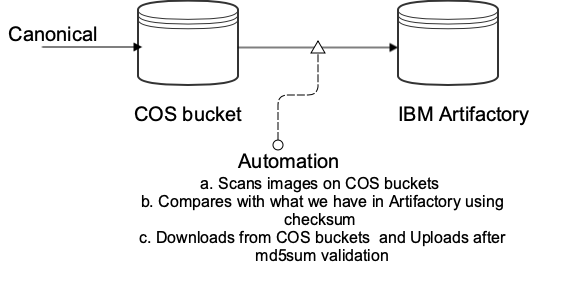 Canonical
COS bucket
IBM Artifactory
Automation
a. Scans images on COS buckets
b. Compares with what we have in Artifactory using
checksum
c. Downloads from COS buckets  and Uploads after
md5sum validation